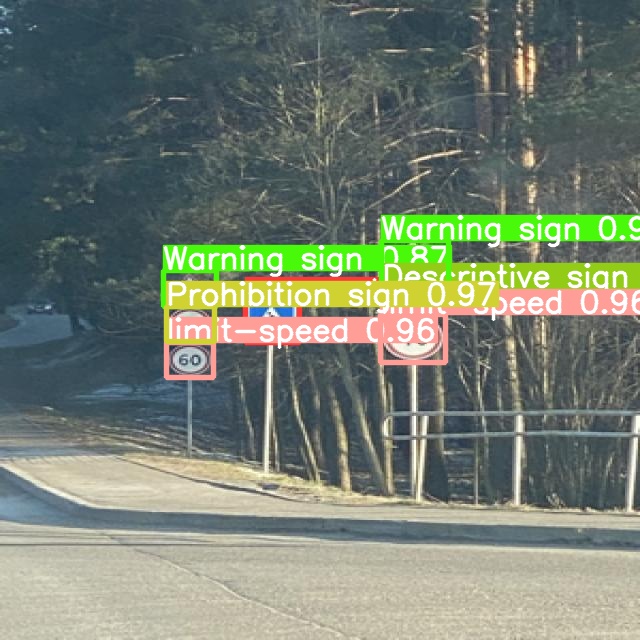 Warning sign 0.9
Warning sign 0.87
Descriptive sign
Prohibition sign 0.97
speed 0.96
limit-speed 0.96
60